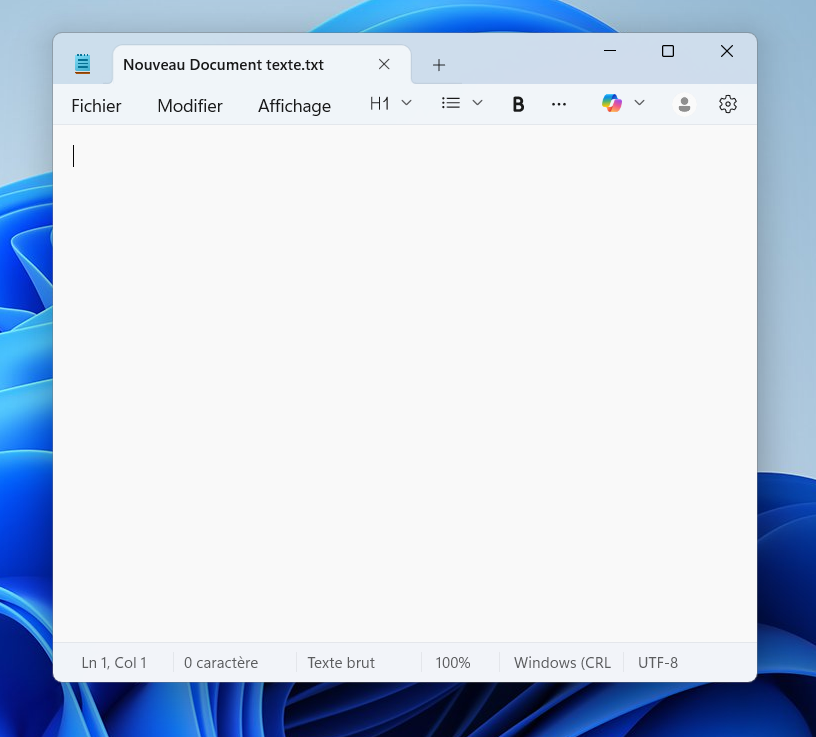 Nouveau Document texte.txt
Fichier Modifier Affichage H1 B
Ln 1, Col 1 0 caractère Texte brut 100% Windows (CRL UTF-8